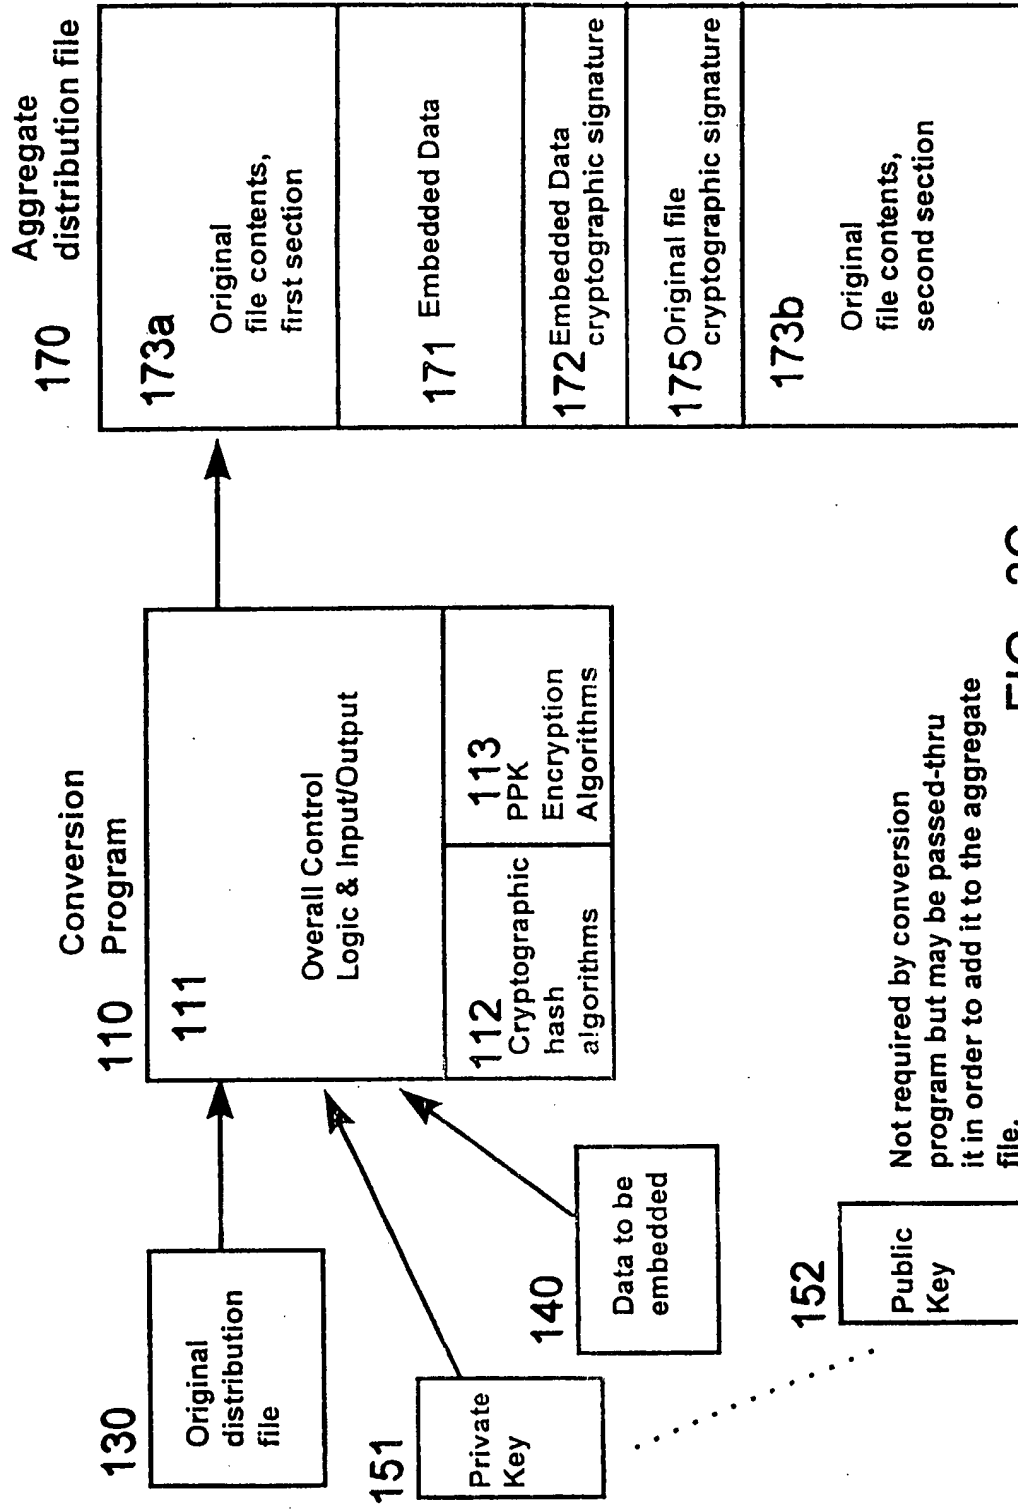 130
Original
distribution
file
151
Private
Key
140
Data to be
embedded
152
Public
Key
Not required by conversion
program but may be passed-thru
it in order to add it to the aggregate
file.
110
Conversion
Program
111
Overall Control
Logic & Input/Output
112
Cryptographic
hash
algorithms
113
PPK
Encryption
Algorithms
170
Aggregate
distribution file
173a
Original
file contents,
first section
171 Embedded Data
172 Embedded Data
cryptographic signature
175 Original file
cryptographic signature
173b
Original
file contents,
second section